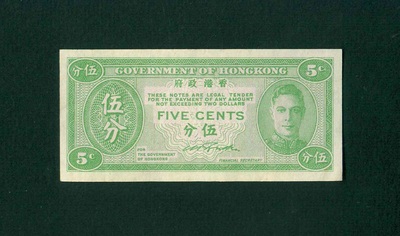 分伍 GOVERNMENT OF HONGKONG 5¢
府政港香
THESE NOTES ARE LEGAL TENDER
FOR THE PAYMENT OF ANY AMOUNT
NOT EXCEEDING TWO DOLLARS
伍分
FIVE CENTS
分伍
FOR
THE GOVERNMENT
OF HONGKONG
FINANCIAL SECRETARY
5¢ 分伍